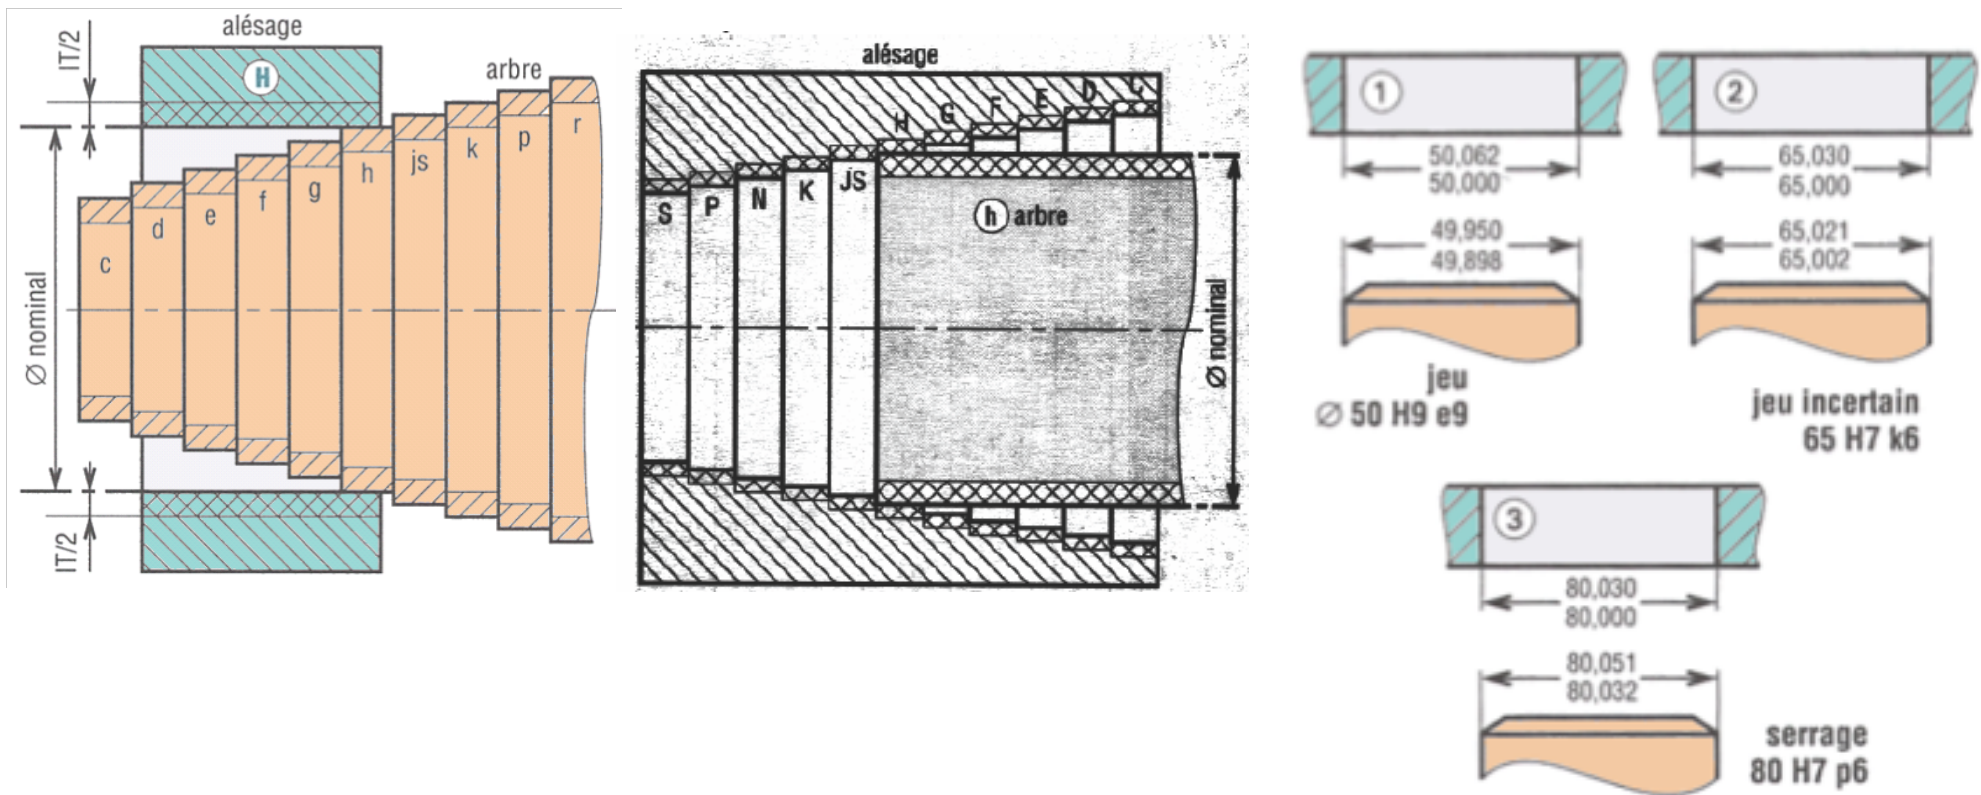 alésage
IT/2
H
arbre
c
d
e
f
g
h
js
k
p
r
Ø nominal
IT/2
alésage
S
P
N
K
JS
H
G
F
E
D
C
h arbre
Ø nominal
1
50,062
50,000
49,950
49,898
jeu
Ø 50 H9 e9
2
65,030
65,000
65,021
65,002
jeu incertain
65 H7 k6
3
80,030
80,000
80,051
80,032
serrage
80 H7 p6